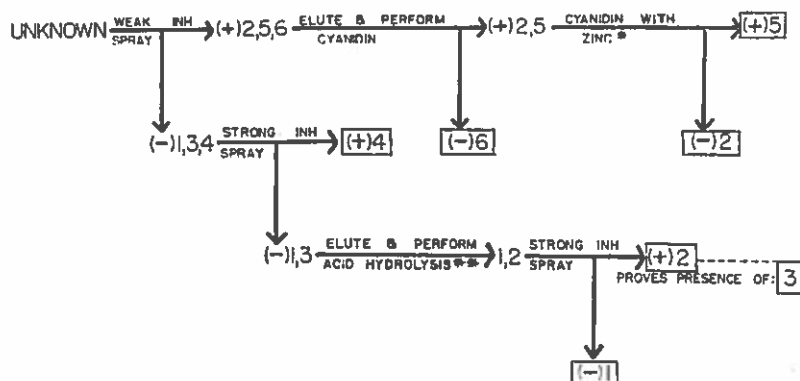 UNKNOWN WEAK INH SPRAY (+)2,5,6 ELUTE & PERFORM CYANIDIN (+)2,5 CYANIDIN WITH ZINC* (+)5
(-)1,3,4 STRONG INH SPRAY (+)4 (-)6 (-)2
(-)1,3 ELUTE & PERFORM ACID HYDROLYSIS** 1,2 STRONG INH SPRAY (+)2
PROVES PRESENCE OF: 3
(-)1